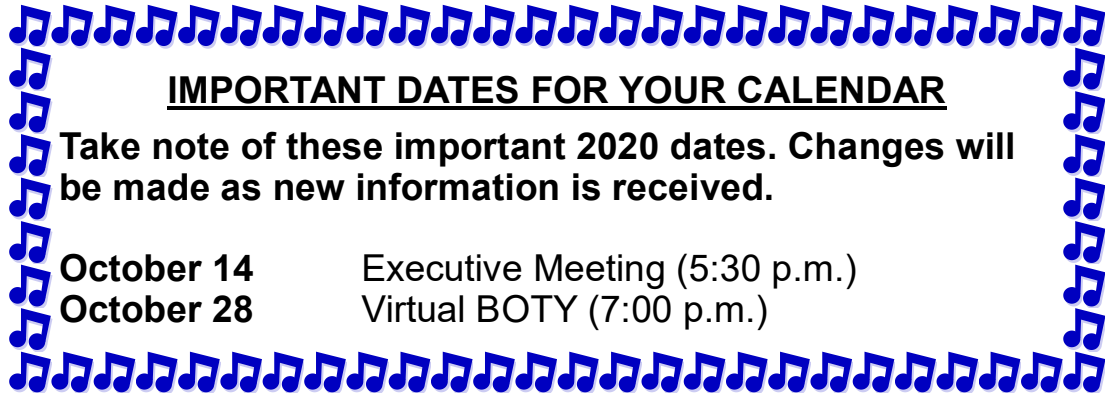 IMPORTANT DATES FOR YOUR CALENDAR
Take note of these important 2020 dates. Changes will
be made as new information is received.
October 14 Executive Meeting (5:30 p.m.)
October 28 Virtual BOTY (7:00 p.m.)